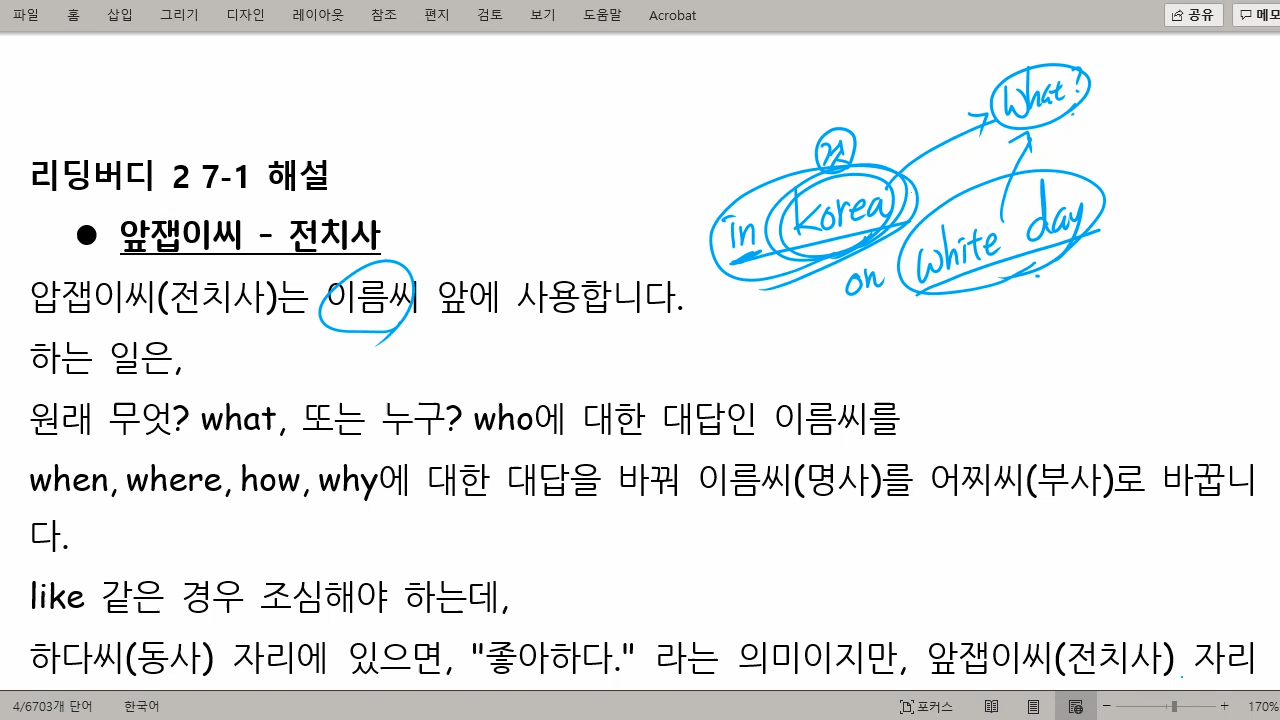 파일 홈 삽입 그리기 디자인 레이아웃 참조 편지 검토 보기 도움말 Acrobat 공유 메모
What?
in Korea
on white day
리딩버디 2 7-1 해설
● 앞잽이씨 - 전치사
압잽이씨(전치사)는 이름씨 앞에 사용합니다.
하는 일은,
원래 무엇? what, 또는 누구? who에 대한 대답인 이름씨를
when, where, how, why에 대한 대답을 바꿔 이름씨(명사)를 어찌씨(부사)로 바꿉니
다.
like 같은 경우 조심해야 하는데,
하다씨(동사) 자리에 있으면, "좋아하다." 라는 의미이지만, 앞잽이씨(전치사) 자리
4/6703개 단어 한국어 포커스 170%